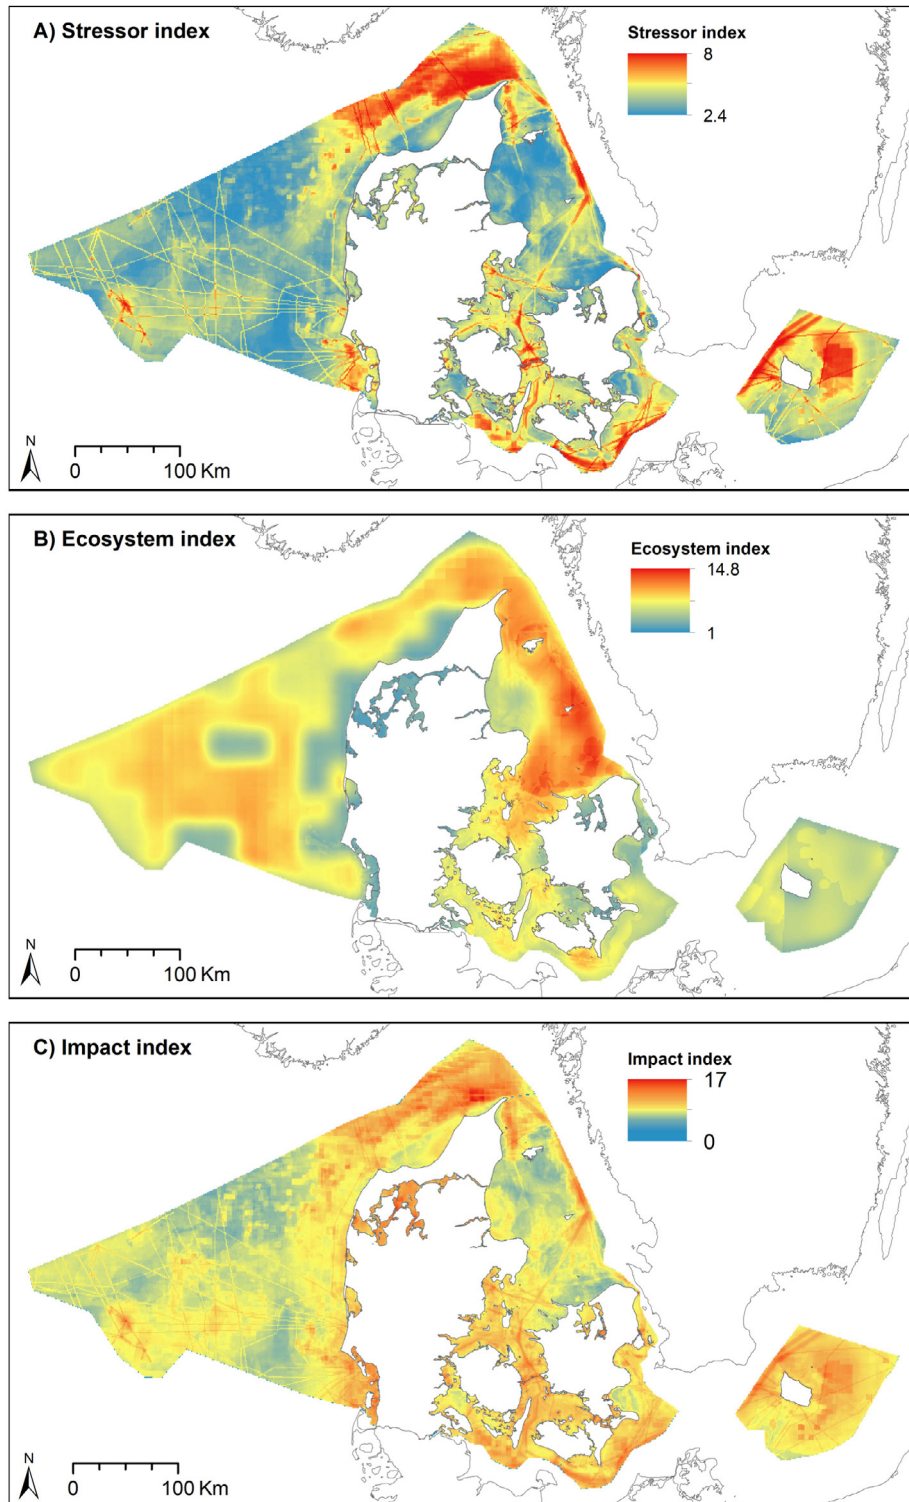 A) Stressor index
Stressor index
8
2.4
N
0 100 Km
B) Ecosystem index
Ecosystem index
14.8
1
N
0 100 Km
C) Impact index
Impact index
17
0
N
0 100 Km